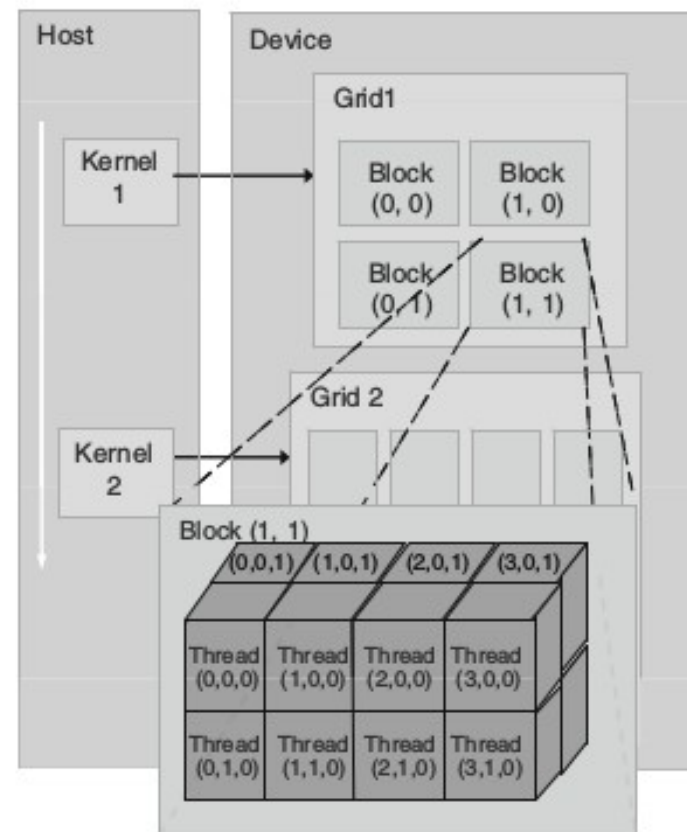 Host
Device
Grid1
Kernel
1
Block
(0, 0)
Block
(1, 0)
Block
(0, 1)
Block
(1, 1)
Grid 2
Kernel
2
Block (1, 1)
(0,0,1) (1,0,1) (2,0,1) (3,0,1)
Thread
(0,0,0)
Thread
(1,0,0)
Thread
(2,0,0)
Thread
(3,0,0)
Thread
(0,1,0)
Thread
(1,1,0)
Thread
(2,1,0)
Thread
(3,1,0)